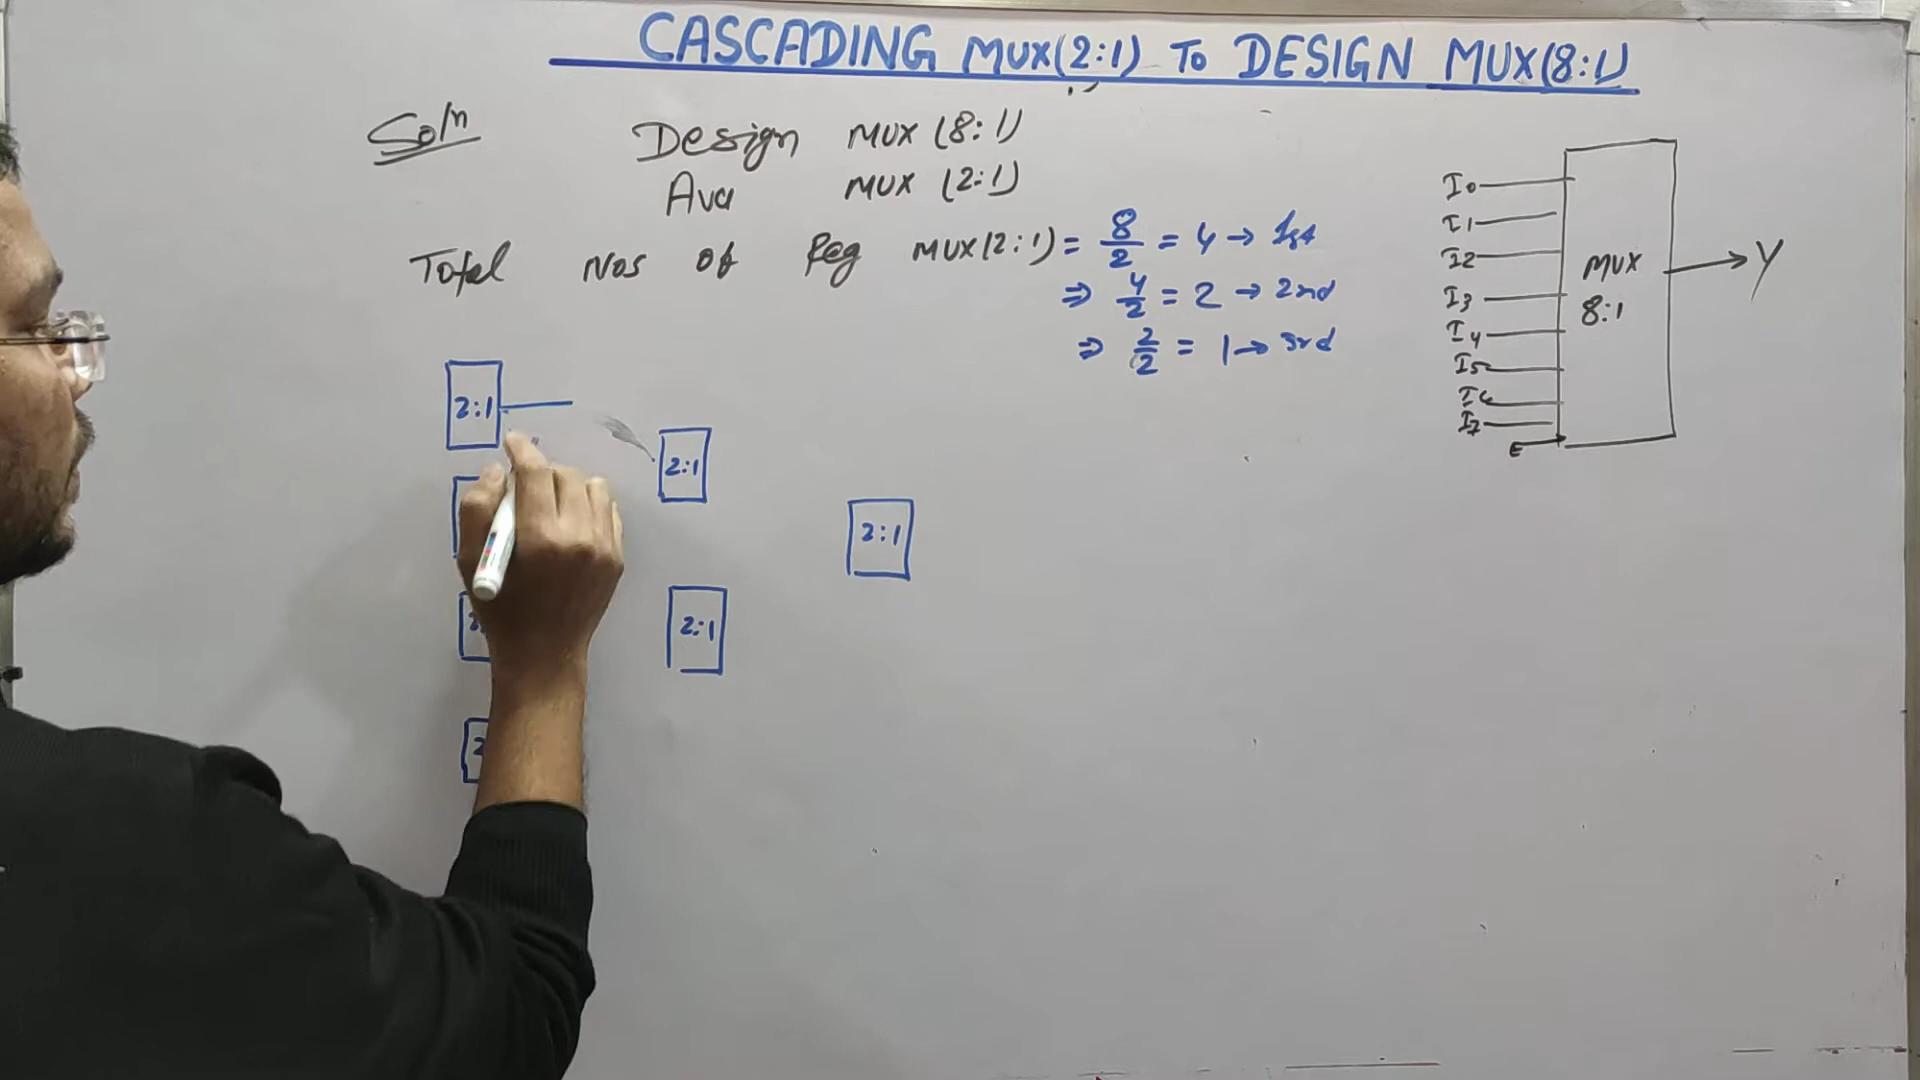 CASCADING MUX(2:1) To DESIGN MUX(8:1)
Soln Design MUX (8:1)
Ava MUX (2:1)
Total Nos of Req MUX(2:1) = 8/2 = 4 → 1st
⇒ 4/2 = 2 → 2nd
⇒ 2/2 = 1 → 3rd
I0
I1
I2
I3
I4
I5
I6
I7
E
MUX
8:1
Y
2:1
2:1
2:1
2:1